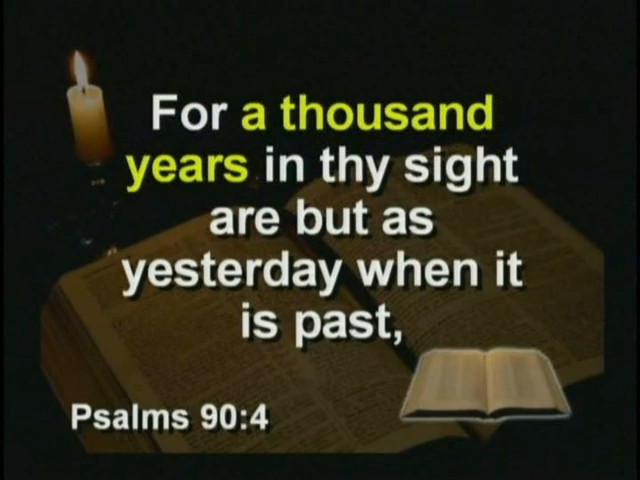 For a thousand
years in thy sight
are but as
yesterday when it
is past,
Psalms 90:4